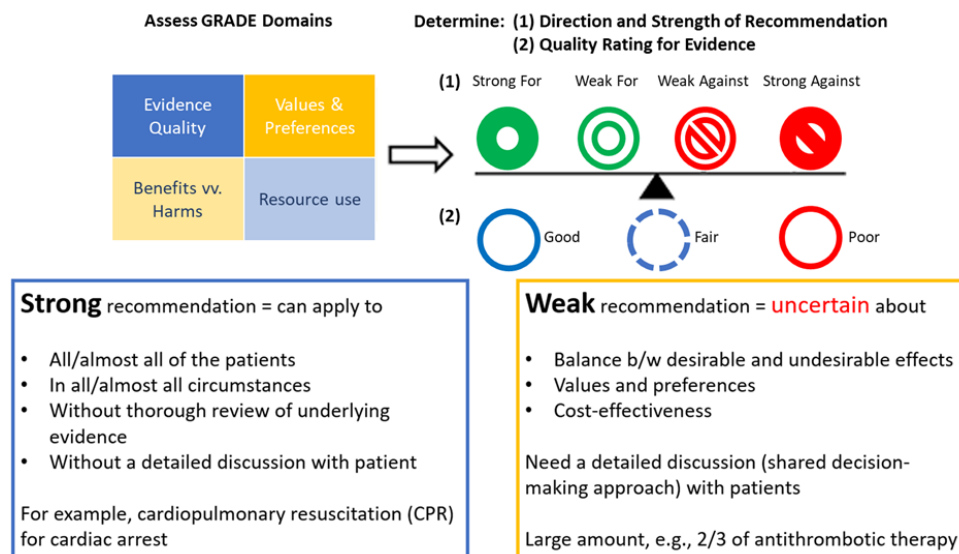 Assess GRADE Domains
Determine: (1) Direction and Strength of Recommendation
(2) Quality Rating for Evidence
Evidence
Quality
Values &
Preferences
Benefits vv.
Harms
Resource use
(1)
Strong For
Weak For
Weak Against
Strong Against
(2)
Good
Fair
Poor
Strong recommendation = can apply to
• All/almost all of the patients
• In all/almost all circumstances
• Without thorough review of underlying
evidence
• Without a detailed discussion with patient
For example, cardiopulmonary resuscitation (CPR)
for cardiac arrest
Weak recommendation = uncertain about
• Balance b/w desirable and undesirable effects
• Values and preferences
• Cost-effectiveness
Need a detailed discussion (shared decision-
making approach) with patients
Large amount, e.g., 2/3 of antithrombotic therapy